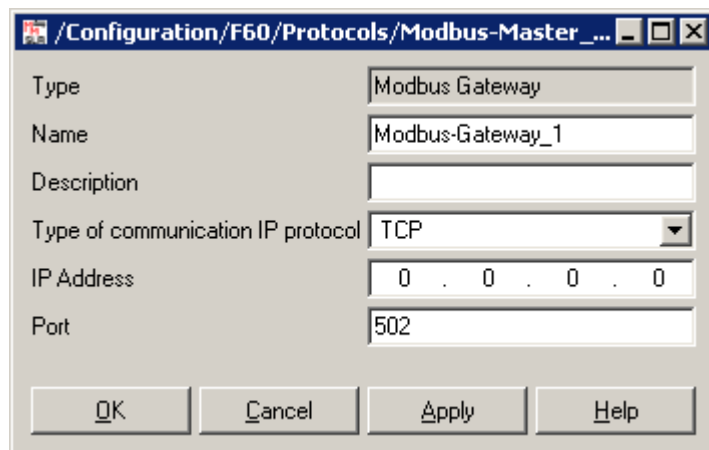 /Configuration/F60/Protocols/Modbus-Master_...
Type Modbus Gateway
Name Modbus-Gateway_1
Description
Type of communication IP protocol TCP
IP Address 0 . 0 . 0 . 0
Port 502
OK Cancel Apply Help